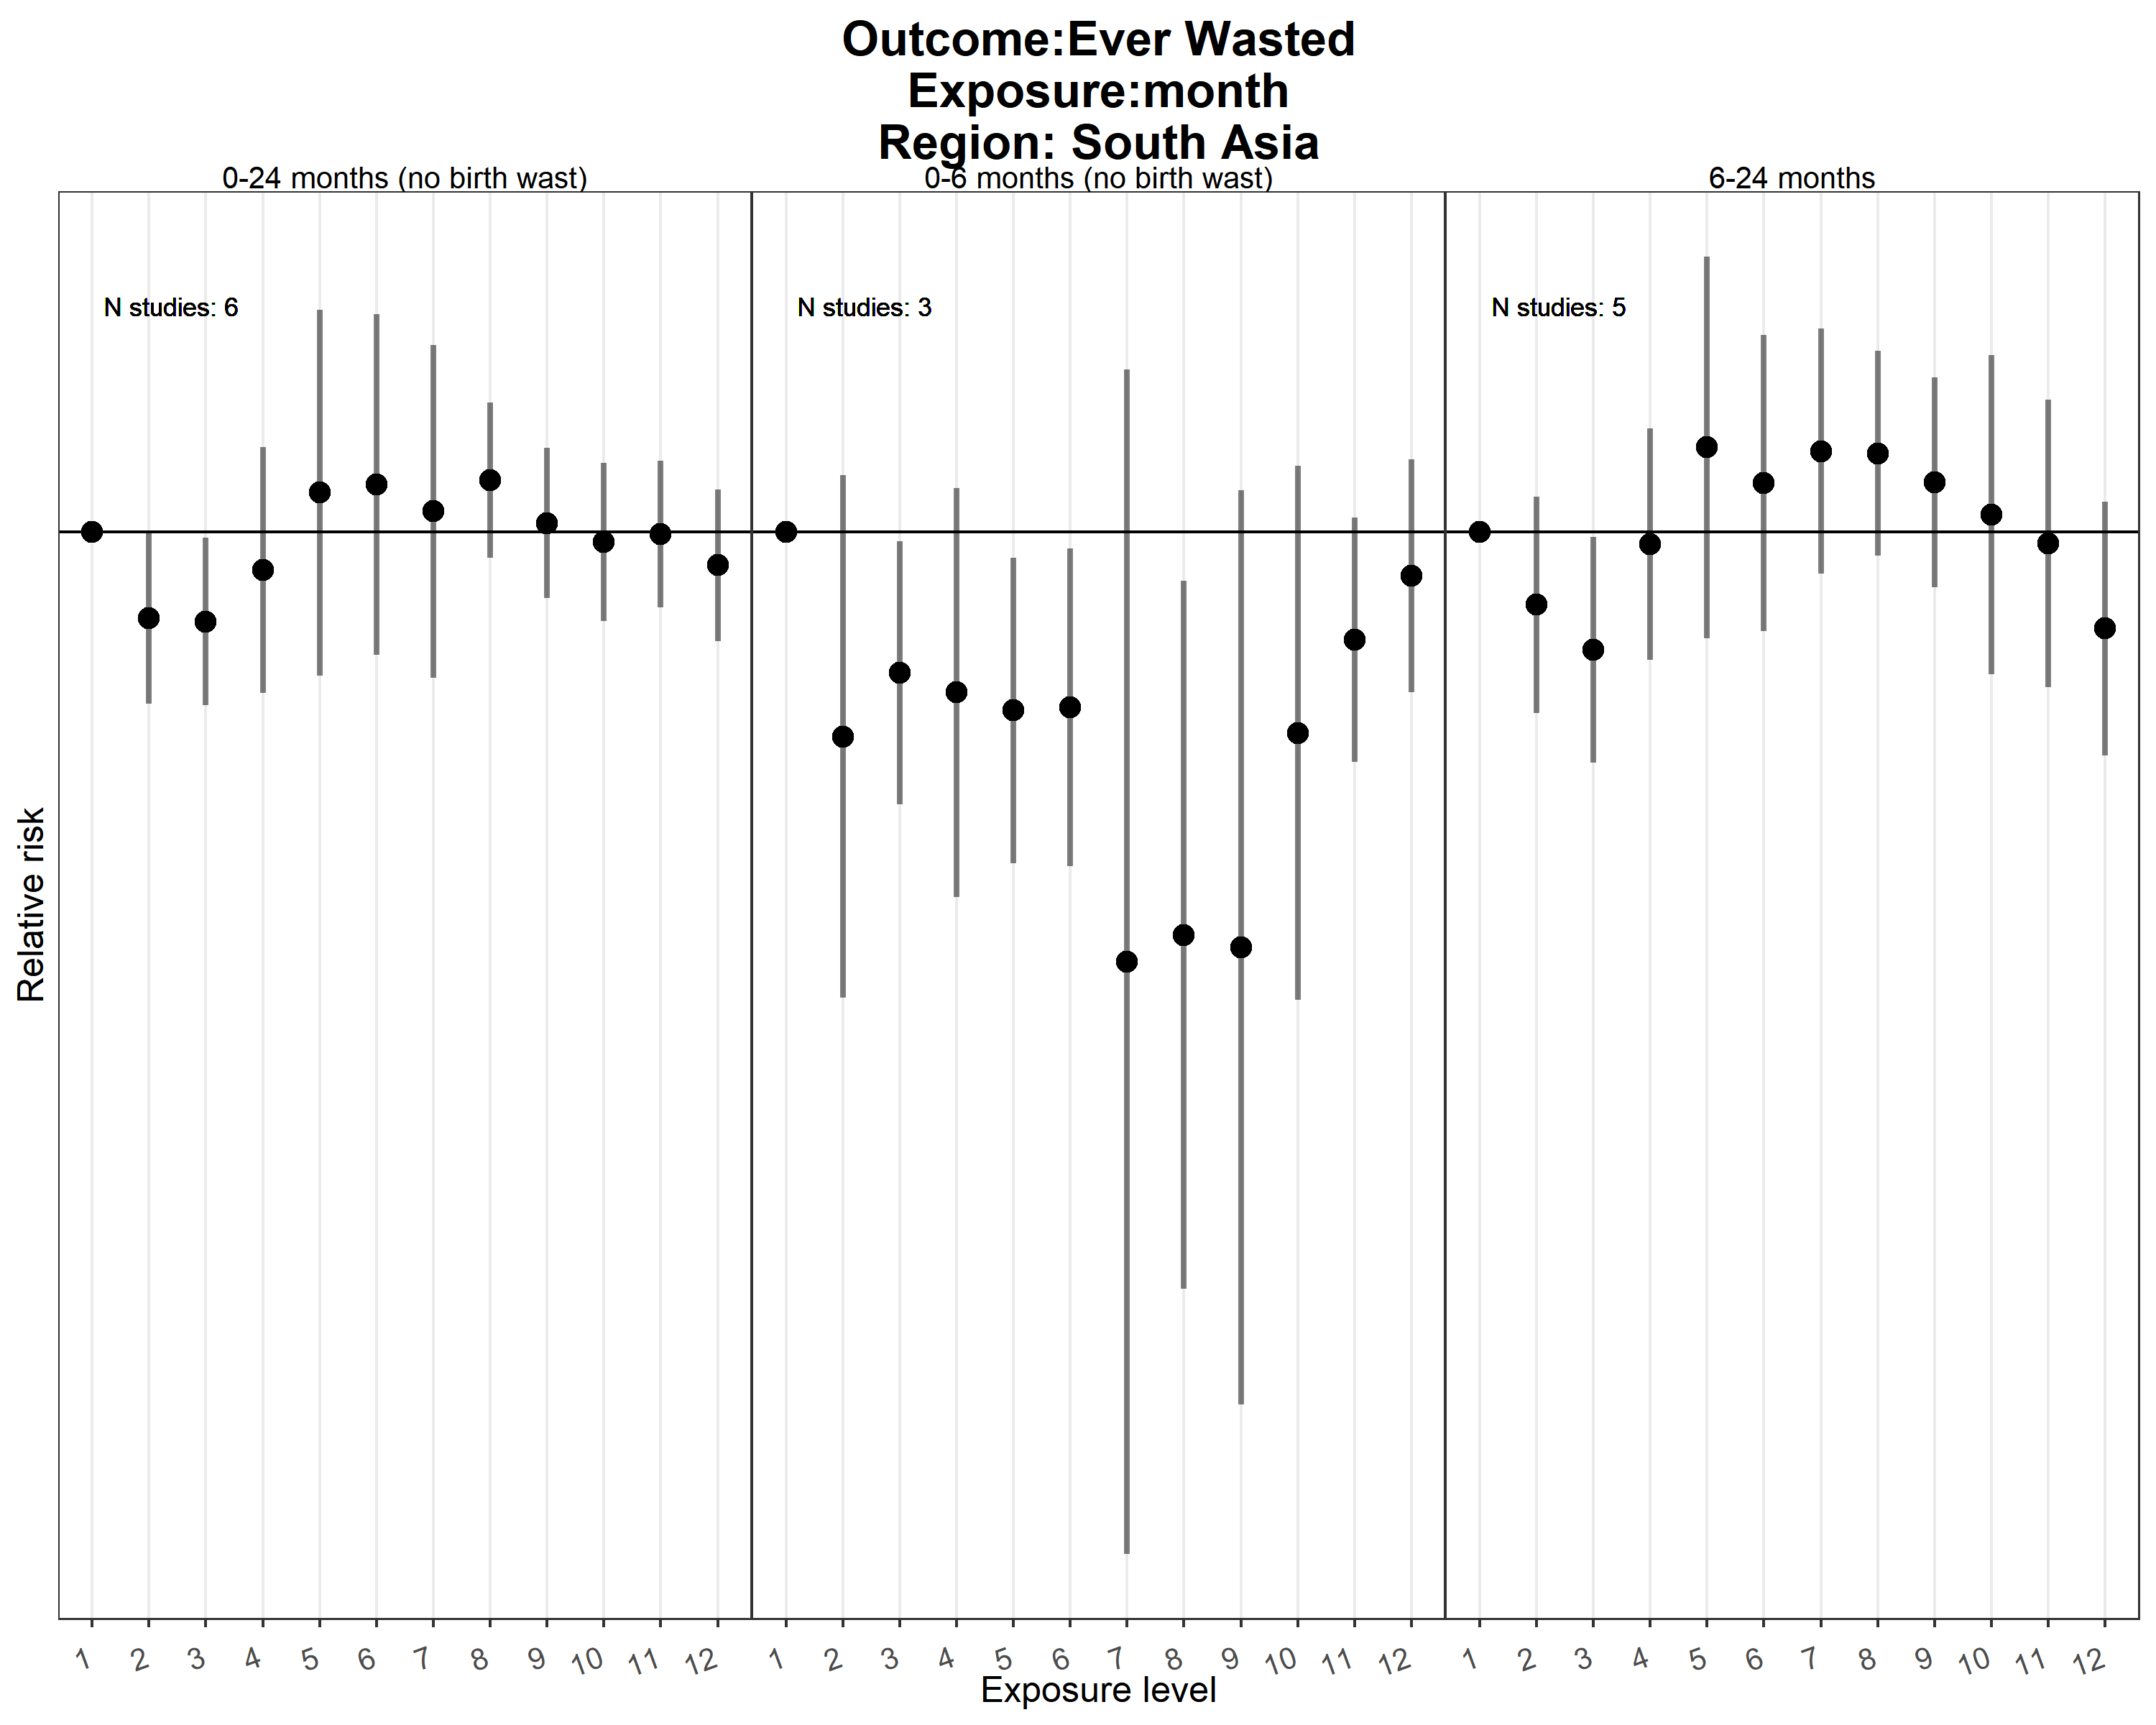 Outcome:Ever Wasted
Exposure:month
Region: South Asia
0-24 months (no birth wast) 0-6 months (no birth wast) 6-24 months
N studies: 6 N studies: 3 N studies: 5
Relative risk
1 2 3 4 5 6 7 8 9 10 11 12 1 2 3 4 5 6 7 8 9 10 11 12 1 2 3 4 5 6 7 8 9 10 11 12
Exposure level